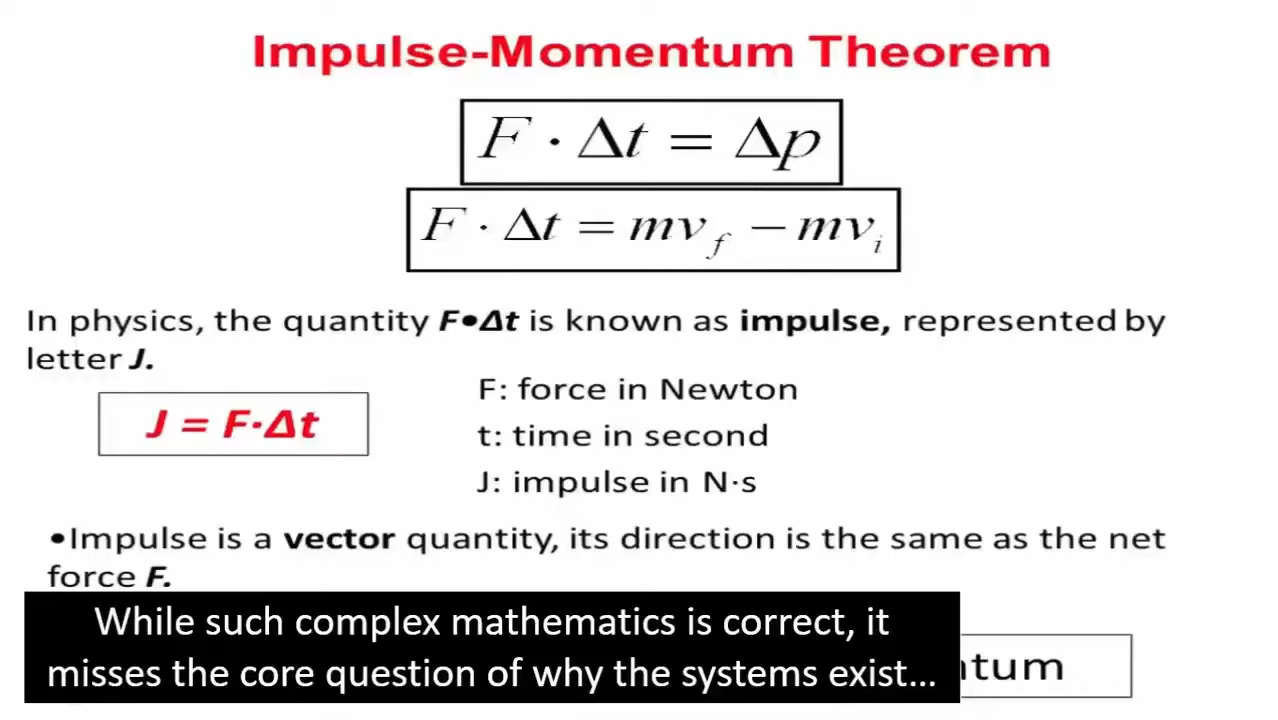 Impulse-Momentum Theorem
F · Δt = Δp
F · Δt = mv_f − mv_i
In physics, the quantity F•Δt is known as impulse, represented by
letter J.
J = F·Δt
F: force in Newton
t: time in second
J: impulse in N·s
•Impulse is a vector quantity, its direction is the same as the net
force F.
While such complex mathematics is correct, it
misses the core question of why the systems exist...